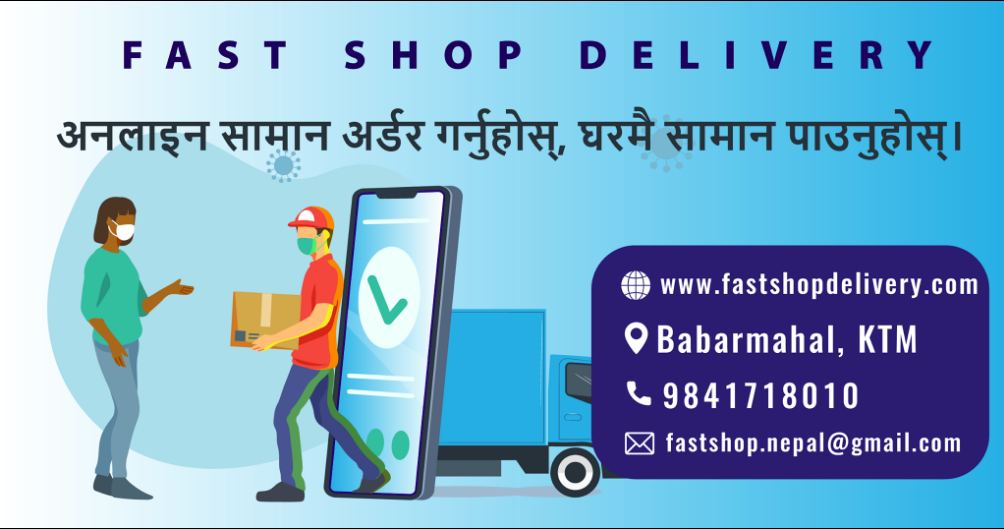 FAST SHOP DELIVERY
अनलाइन सामान अर्डर गर्नुहोस्, घरमै सामान पाउनुहोस्।
www.fastshopdelivery.com
Babarmahal, KTM
9841718010
fastshop.nepal@gmail.com